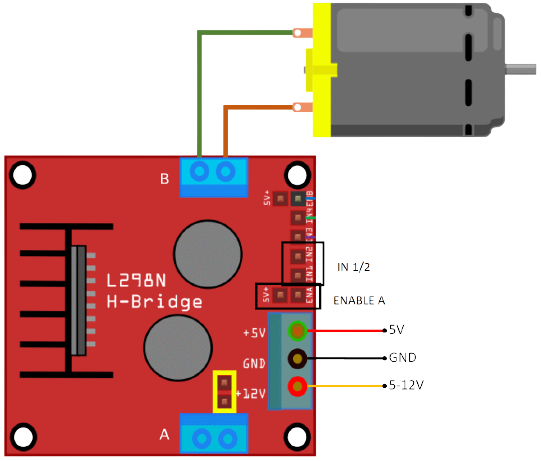 B
5V+
ENB
IN4
IN3
IN2
IN1
IN 1/2
5V+
ENA
ENABLE A
L298N
H-Bridge
+5V
5V
GND
GND
+12V
5-12V
A